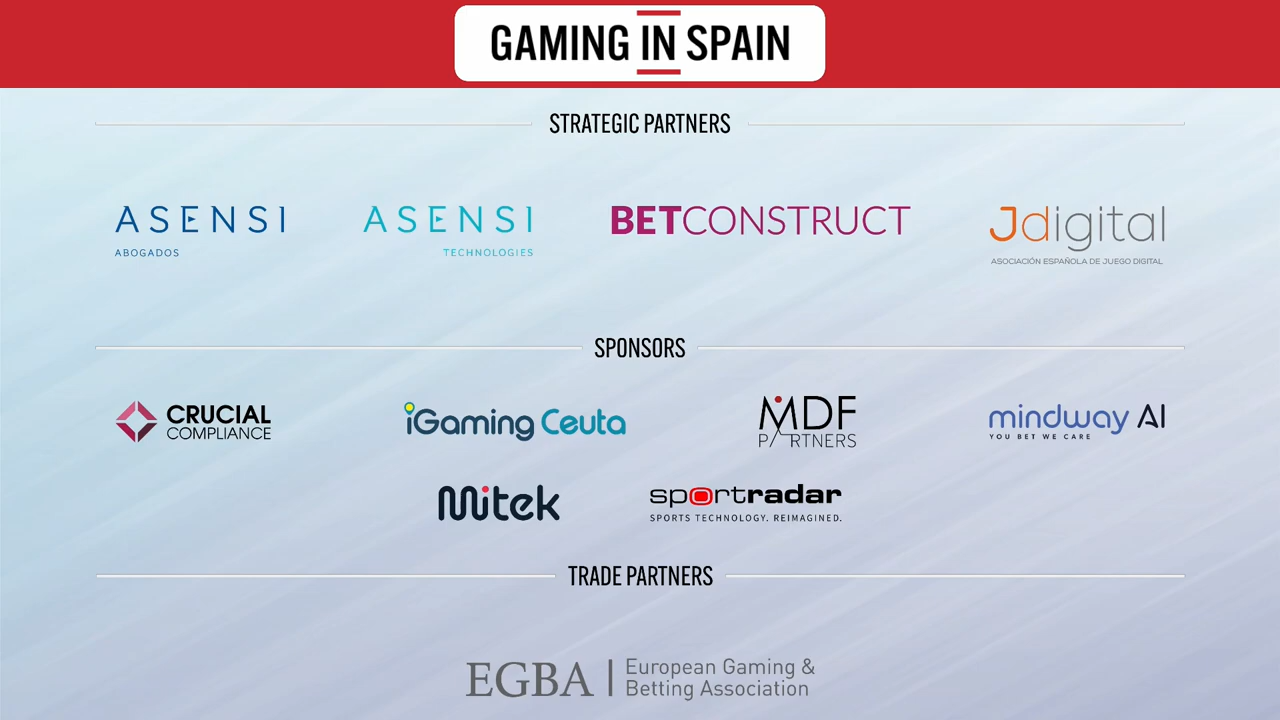 GAMING IN SPAIN
STRATEGIC PARTNERS
ASENSI
ABOGADOS
ASENSI
TECHNOLOGIES
BETCONSTRUCT
Jdigital
ASOCIACIÓN ESPAÑOLA DE JUEGO DIGITAL
SPONSORS
CRUCIAL
COMPLIANCE
iGaming Ceuta
MDF
PARTNERS
mindway AI
YOU BET WE CARE
Mitek
sportradar
SPORTS TECHNOLOGY. REIMAGINED.
TRADE PARTNERS
EGBA
European Gaming &
Betting Association